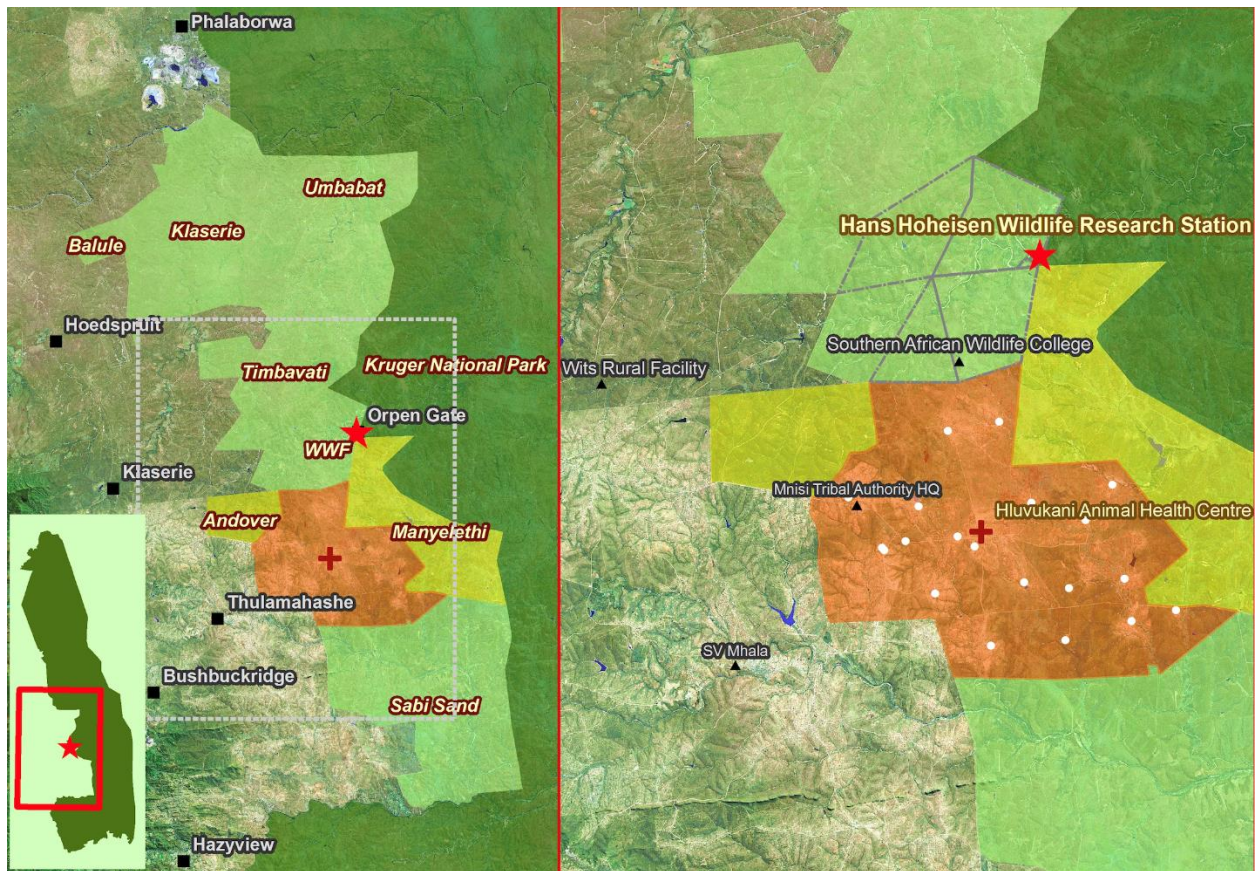 Phalaborwa
Umbabat
Klaserie
Balule
Hoedspruit
Timbavati
Kruger National Park
Orpen Gate
WWF
Klaserie
Andover
Manyelethi
Thulamahashe
Bushbuckridge
Sabi Sand
Hazyview
Hans Hoheisen Wildlife Research Station
Southern African Wildlife College
Wits Rural Facility
Mnisi Tribal Authority HQ
Hluvukani Animal Health Centre
SV Mhala